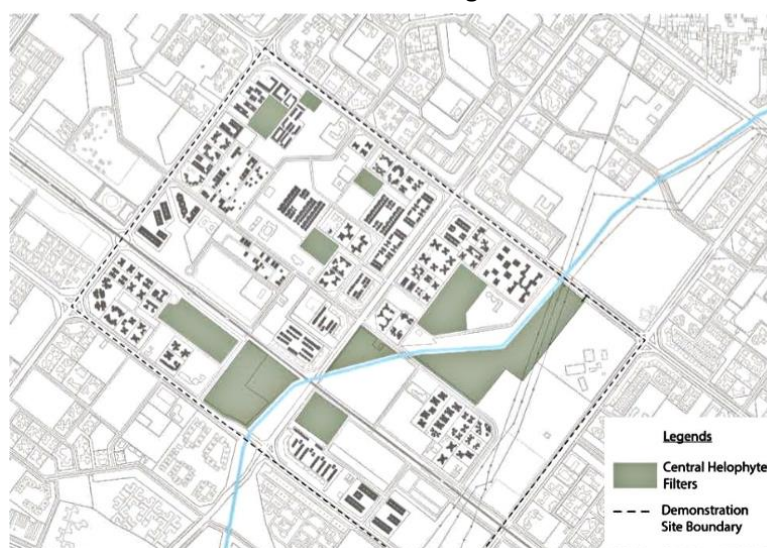 Legends
Central Helophyte
Filters
Demonstration
Site Boundary